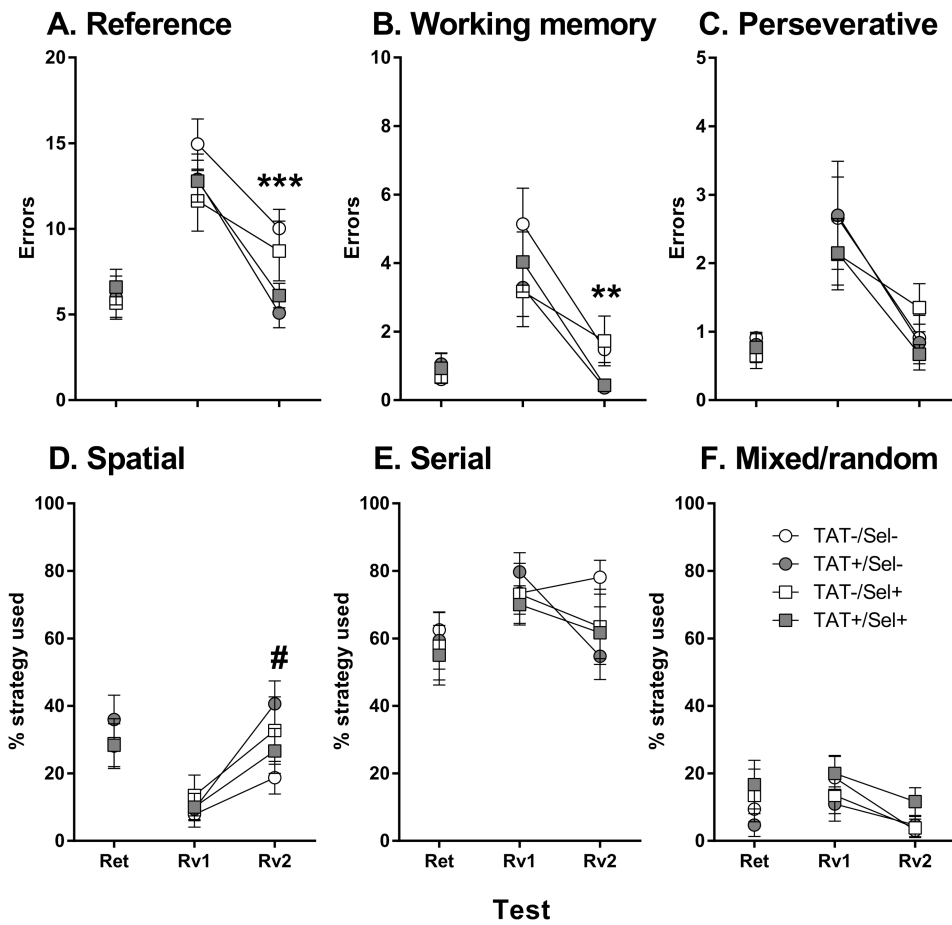 A. Reference
B. Working memory
C. Perseverative
20
15
10
5
0
Errors
***
10
8
6
4
2
0
Errors
**
5
4
3
2
1
0
Errors
D. Spatial
E. Serial
F. Mixed/random
100
80
60
40
20
0
% strategy used
#
Ret Rv1 Rv2
100
80
60
40
20
0
% strategy used
Ret Rv1 Rv2
100
80
60
40
20
0
% strategy used
TAT-/Sel-
TAT+/Sel-
TAT-/Sel+
TAT+/Sel+
Ret Rv1 Rv2
Test